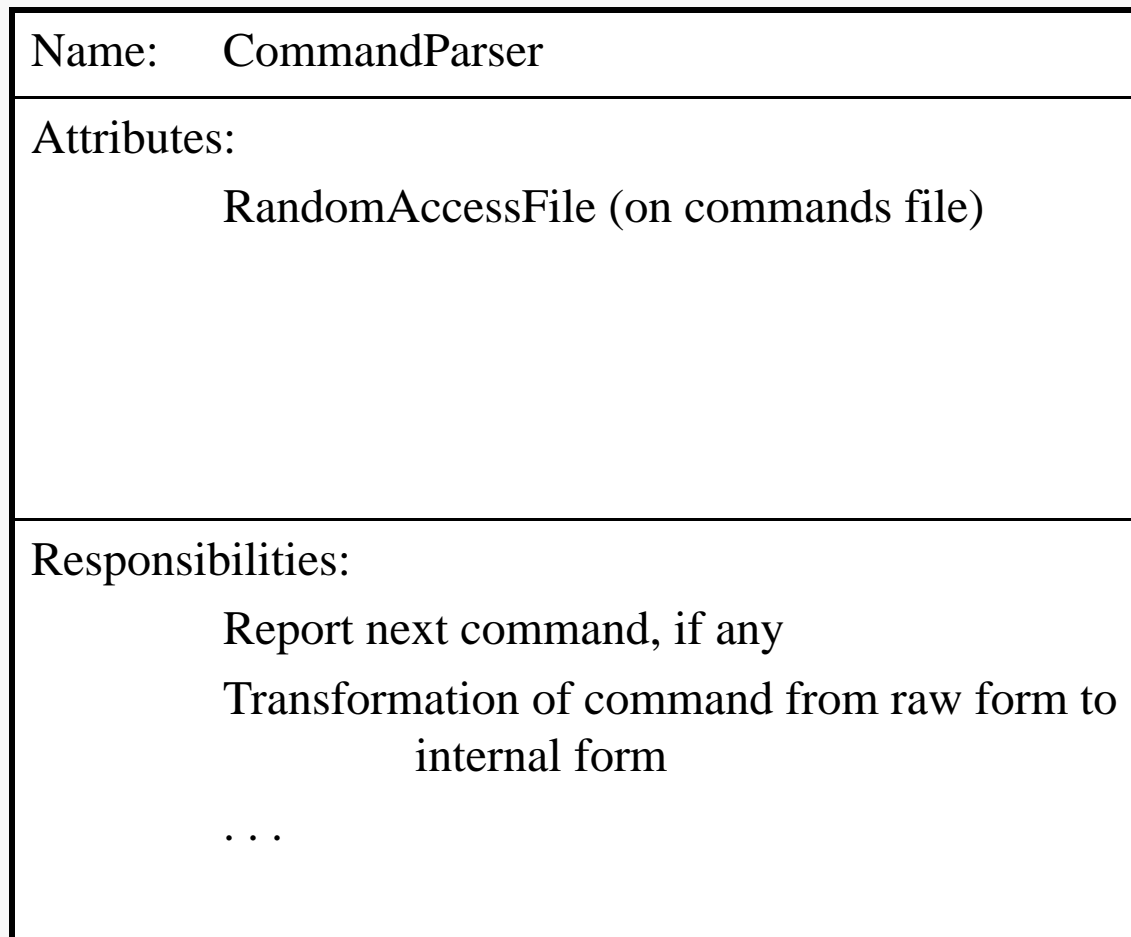 Name: CommandParser
Attributes:
RandomAccessFile (on commands file)
Responsibilities:
Report next command, if any
Transformation of command from raw form to
internal form
. . .